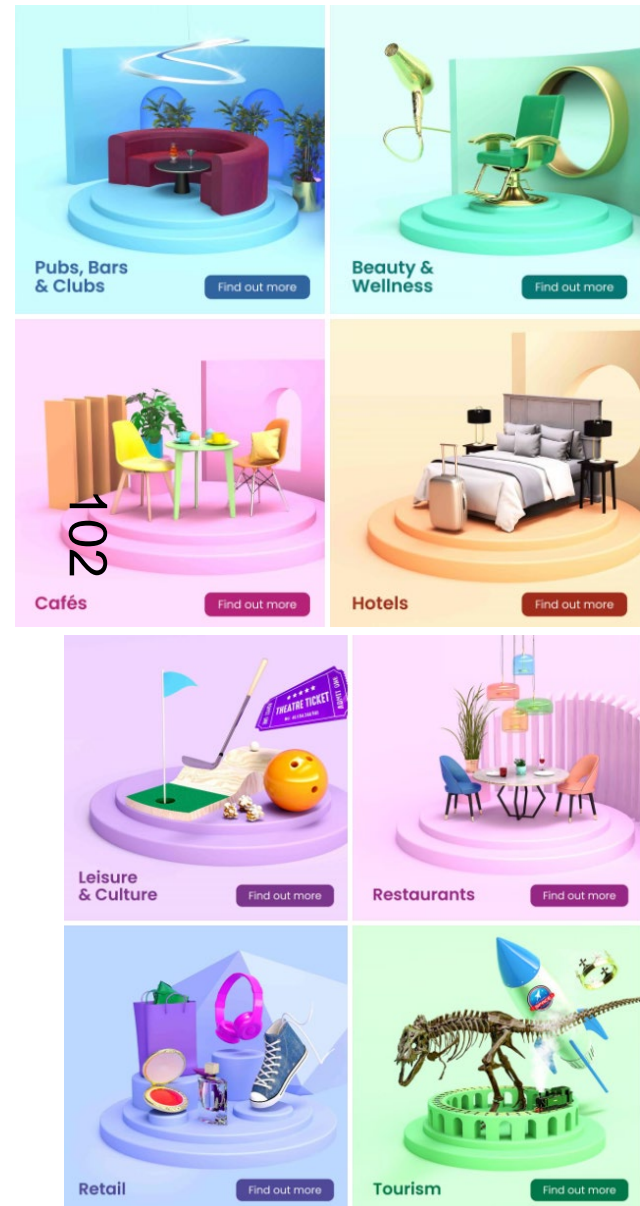 Pubs, Bars
& Clubs
Find out more
Beauty &
Wellness
Find out more
102
Cafés
Find out more
Hotels
Find out more
THEATRE TICKET
ADMIT ONE
Leisure
& Culture
Find out more
Restaurants
Find out more
Retail
Find out more
Tourism
Find out more